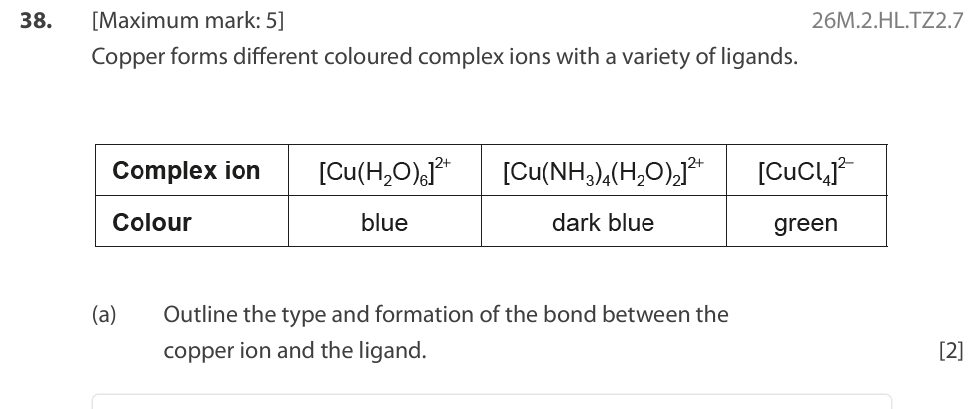 38. [Maximum mark: 5] 26M.2.HL.TZ2.7
Copper forms different coloured complex ions with a variety of ligands.
Complex ion [Cu(H₂O)₆]²⁺ [Cu(NH₃)₄(H₂O)₂]²⁺ [CuCl₄]²⁻
Colour blue dark blue green
(a) Outline the type and formation of the bond between the
copper ion and the ligand. [2]